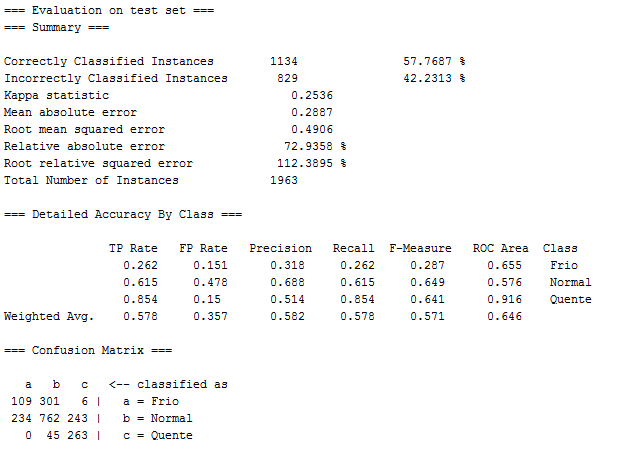 === Evaluation on test set ===
=== Summary ===
Correctly Classified Instances 1134 57.7687 %
Incorrectly Classified Instances 829 42.2313 %
Kappa statistic 0.2536
Mean absolute error 0.2887
Root mean squared error 0.4906
Relative absolute error 72.9358 %
Root relative squared error 112.3895 %
Total Number of Instances 1963
=== Detailed Accuracy By Class ===
TP Rate FP Rate Precision Recall F-Measure ROC Area Class
0.262 0.151 0.318 0.262 0.287 0.655 Frio
0.615 0.478 0.688 0.615 0.649 0.576 Normal
0.854 0.15 0.514 0.854 0.641 0.916 Quente
Weighted Avg. 0.578 0.357 0.582 0.578 0.571 0.646
=== Confusion Matrix ===
a b c <-- classified as
109 301 6 | a = Frio
234 762 243 | b = Normal
0 45 263 | c = Quente